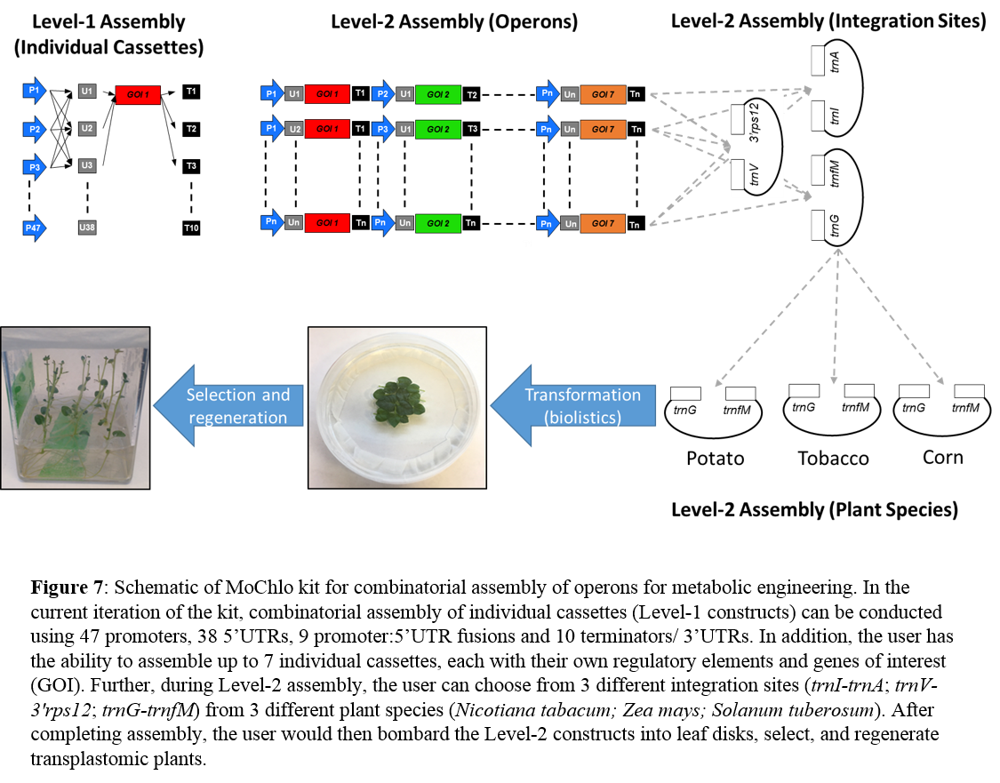 Level-1 Assembly
(Individual Cassettes)
Level-2 Assembly (Operons)
Level-2 Assembly (Integration Sites)
P1 U1 GOI 1 T1
P2 U2 T2
P3 U3 T3
P47 U38 T10
P1 U1 GOI 1 T1 P2 U1 GOI 2 T2 Pn Un GOI 7 Tn
P1 U2 GOI 1 T1 P3 U1 GOI 2 T3 Pn Un GOI 7 Tn
Pn Un GOI 1 Tn Pn Un GOI 2 Tn Pn Un GOI 7 Tn
3'rps12
trnV
trnA
trnI
trnfM
trnG
Selection and
regeneration
Transformation
(biolistics)
trnG trnfM
trnG trnfM
trnG trnfM
Potato Tobacco Corn
Level-2 Assembly (Plant Species)
Figure 7: Schematic of MoChlo kit for combinatorial assembly of operons for metabolic engineering. In the
current iteration of the kit, combinatorial assembly of individual cassettes (Level-1 constructs) can be conducted
using 47 promoters, 38 5’UTRs, 9 promoter:5’UTR fusions and 10 terminators/ 3’UTRs. In addition, the user has
the ability to assemble up to 7 individual cassettes, each with their own regulatory elements and genes of interest
(GOI). Further, during Level-2 assembly, the user can choose from 3 different integration sites (trnI-trnA; trnV-
3'rps12; trnG-trnfM) from 3 different plant species (Nicotiana tabacum; Zea mays; Solanum tuberosum). After
completing assembly, the user would then bombard the Level-2 constructs into leaf disks, select, and regenerate
transplastomic plants.